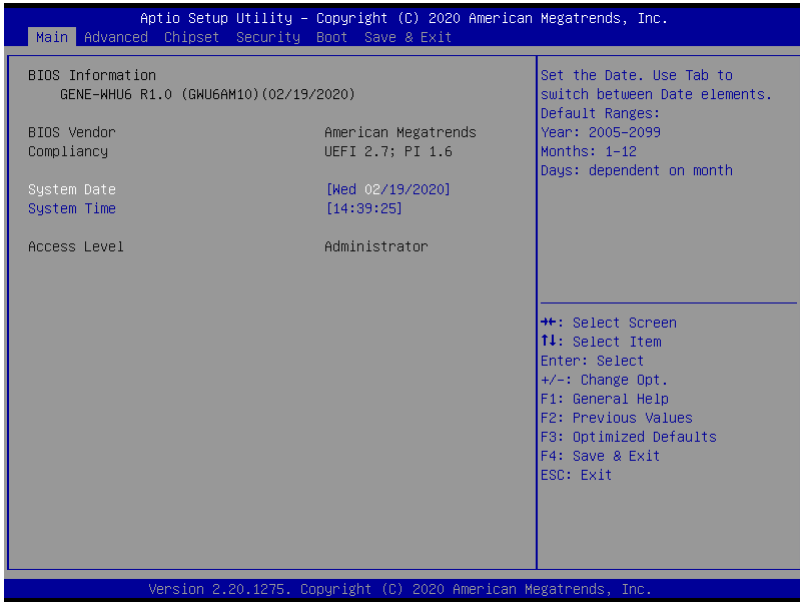 Aptio Setup Utility – Copyright (C) 2020 American Megatrends, Inc.
Main Advanced Chipset Security Boot Save & Exit
BIOS Information
GENE-WHU6 R1.0 (GWU6AM10)(02/19/2020)
BIOS Vendor American Megatrends
Compliancy UEFI 2.7; PI 1.6
System Date [Wed 02/19/2020]
System Time [14:39:25]
Access Level Administrator
Set the Date. Use Tab to
switch between Date elements.
Default Ranges:
Year: 2005-2099
Months: 1-12
Days: dependent on month
→←: Select Screen
↑↓: Select Item
Enter: Select
+/-: Change Opt.
F1: General Help
F2: Previous Values
F3: Optimized Defaults
F4: Save & Exit
ESC: Exit
Version 2.20.1275. Copyright (C) 2020 American Megatrends, Inc.